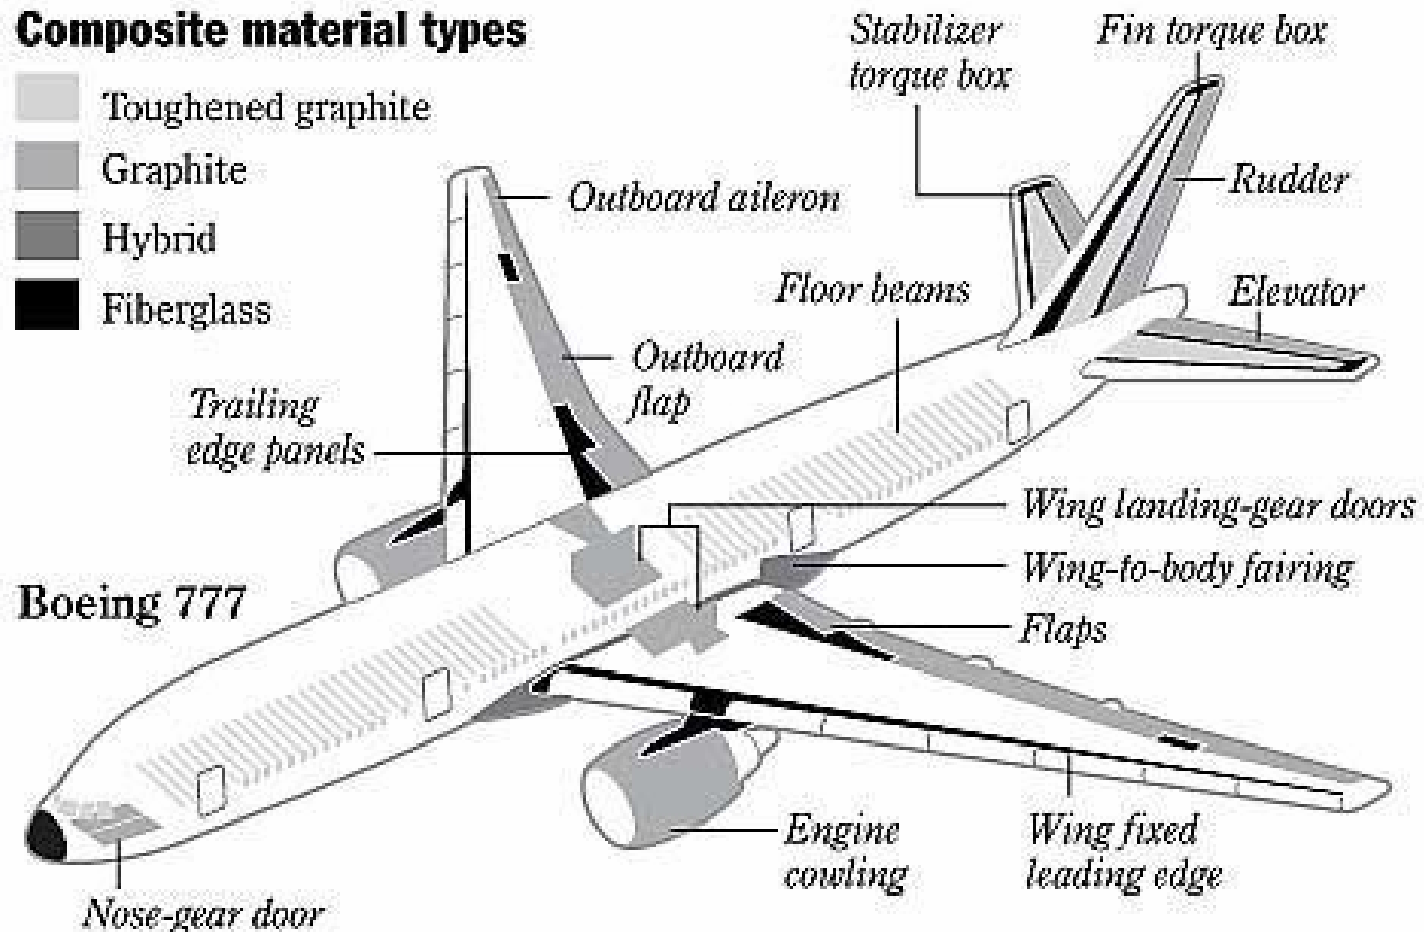 Composite material types
Toughened graphite
Graphite
Hybrid
Fiberglass
Stabilizer
torque box
Fin torque box
Outboard aileron
Rudder
Floor beams
Elevator
Outboard
flap
Trailing
edge panels
Wing landing-gear doors
Wing-to-body fairing
Boeing 777
Flaps
Engine
cowling
Wing fixed
leading edge
Nose-gear door